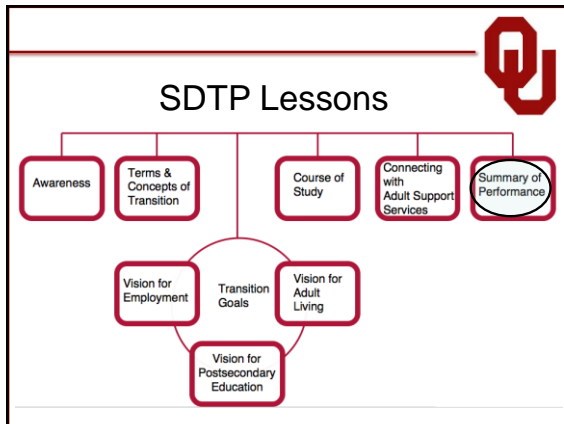 OU
SDTP Lessons
Awareness
Terms &
Concepts of
Transition
Course of
Study
Connecting
with
Adult Support
Services
Summary of
Performance
Vision for
Employment
Transition
Goals
Vision for
Adult
Living
Vision for
Postsecondary
Education